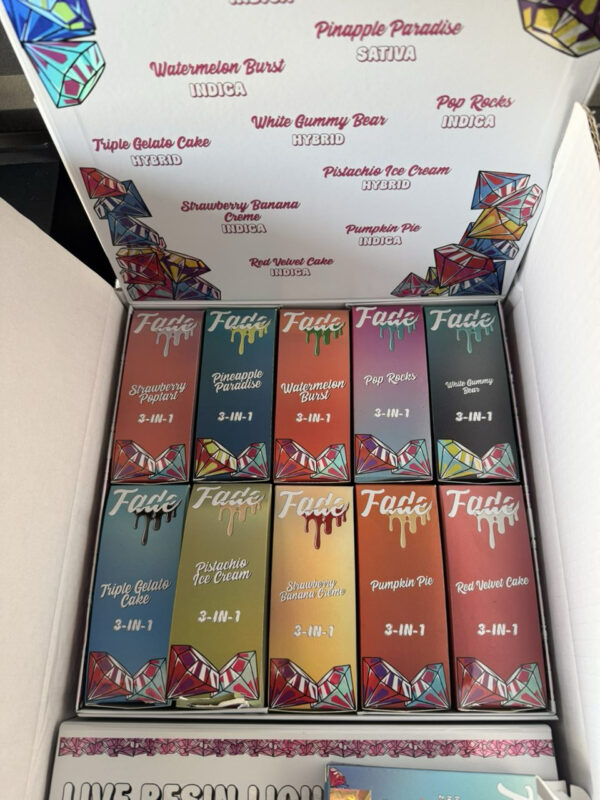 INDICA
Pinapple Paradise
SATIVA
Watermelon Burst
INDICA
Pop Rocks
INDICA
White Gummy Bear
HYBRID
Triple Gelato Cake
HYBRID
Pistachio Ice Cream
HYBRID
Strawberry Banana
Creme
INDICA
Pumpkin Pie
INDICA
Red Velvet Cake
INDICA
Fade
Strawberry
Poptart
3-IN-1
Fade
Pineapple
Paradise
3-IN-1
Fade
Watermelon
Burst
3-IN-1
Fade
Pop Rocks
3-IN-1
Fade
White Gummy
Bear
3-IN-1
Fade
Triple Gelato
Cake
3-IN-1
Fade
Pistachio
Ice Cream
3-IN-1
Fade
Strawberry
Banana Creme
3-IN-1
Fade
Pumpkin Pie
3-IN-1
Fade
Red Velvet Cake
3-IN-1
LIVE RESIN